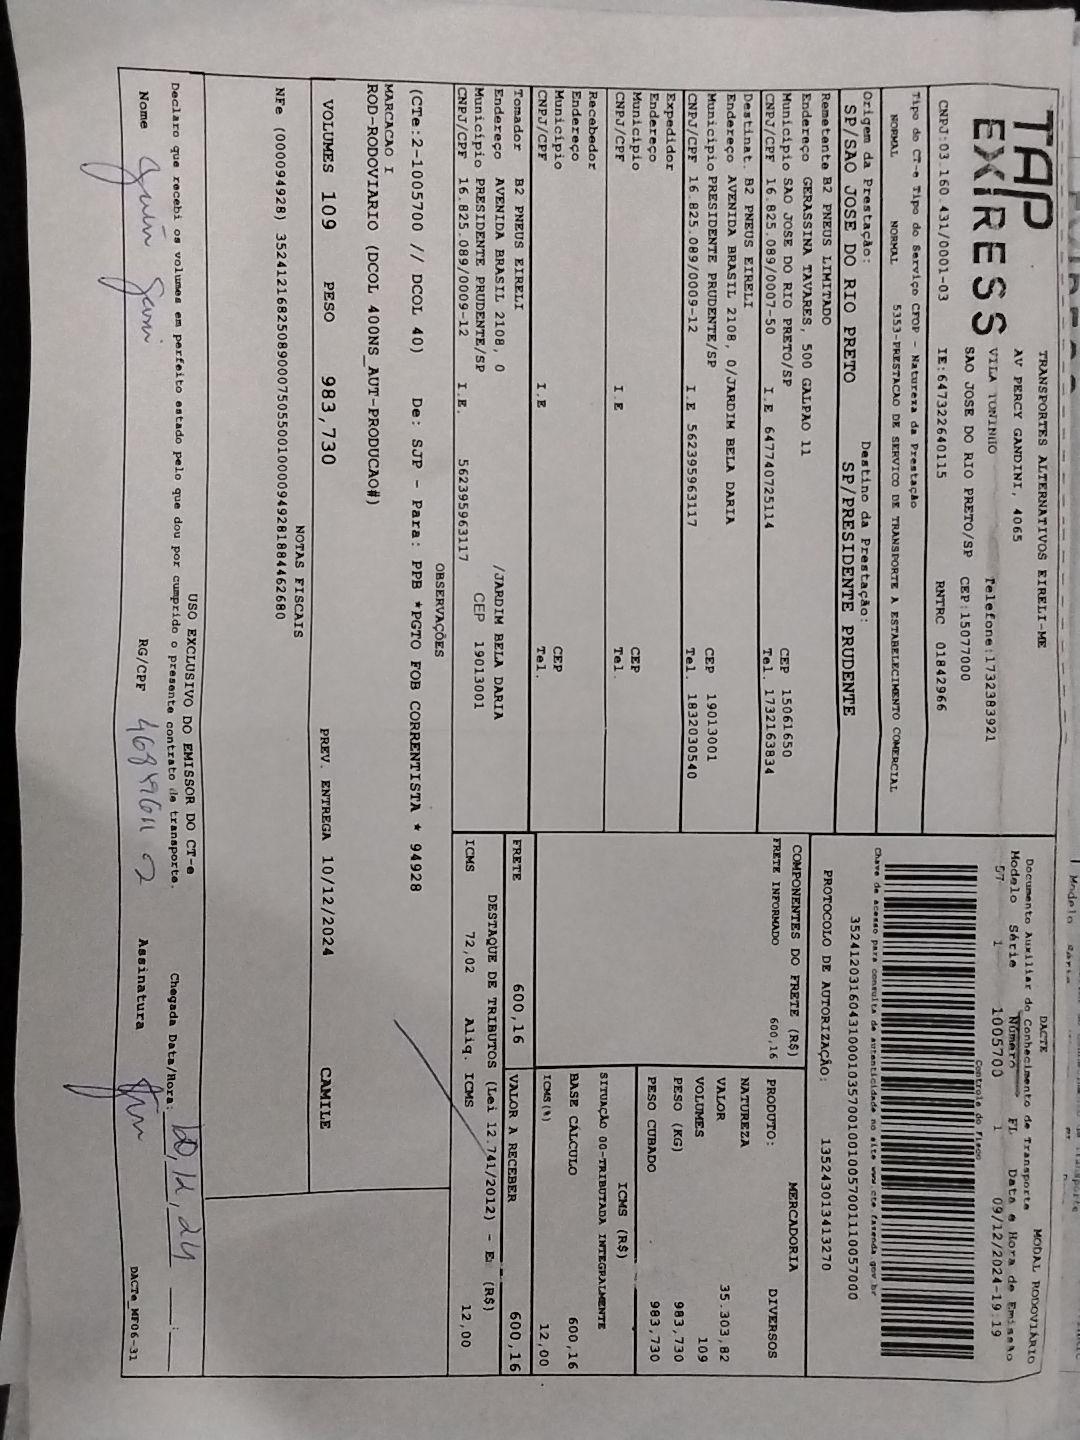 TAP EXPRESS
TRANSPORTES ALTERNATIVOS EIRELI-ME
AV PERCY GANDINI, 4065
VILA TONINHO Telefone:1732383921
SAO JOSE DO RIO PRETO/SP CEP:15077000
CNPJ:03.160.431/0001-03 IE:647322640115 RNTRC 01842966
Tipo do CT-e Tipo do Serviço CFOP - Natureza da Prestação
NORMAL NORMAL 5353-PRESTACAO DE SERVICO DE TRANSPORTE A ESTABELECIMENTO COMERCIAL
Origem da Prestação: Destino da Prestação:
SP/SAO JOSE DO RIO PRETO SP/PRESIDENTE PRUDENTE
Remetente B2 PNEUS LIMITADO
Endereço GERASSINA TAVARES, 500 GALPAO 11
Município SAO JOSE DO RIO PRETO/SP CEP 15061650
CNPJ/CPF 16.825.089/0007-50 I.E 647740725114 Tel. 1732163834
Destinat. B2 PNEUS EIRELI
Endereço AVENIDA BRASIL 2108, 0/JARDIM BELA DARIA
Município PRESIDENTE PRUDENTE/SP CEP 19013001
CNPJ/CPF 16.825.089/0009-12 I.E 562395963117 Tel. 1832030540
Expedidor
Endereço
Município CEP
CNPJ/CPF I.E Tel.
Recebedor
Endereço
Município CEP
CNPJ/CPF I.E Tel.
Tomador B2 PNEUS EIRELI
Endereço AVENIDA BRASIL 2108, 0 /JARDIM BELA DARIA
Município PRESIDENTE PRUDENTE/SP CEP 19013001
CNPJ/CPF 16.825.089/0009-12 I.E. 562395963117
DACTE MODAL RODOVIÁRIO
Documento Auxiliar do Conhecimento de Transporte
Modelo Série Número FL Data e Hora de Emissão
57 1 1005700 1 09/12/2024-19:19
Controle do Fisco
Chave de acesso para consulta de autenticidade no site www.cte.fazenda.gov.br
35241203160431000103570010010057001110057000
PROTOCOLO DE AUTORIZAÇÃO: 135243013413270
COMPONENTES DO FRETE (R$)
FRETE INFORMADO 600,16
MERCADORIA
PRODUTO: DIVERSOS
NATUREZA
VALOR 35.303,82
VOLUMES 109
PESO (KG) 983,730
PESO CUBADO 983,730
ICMS (R$)
SITUAÇÃO 00-TRIBUTADA INTEGRALMENTE
BASE CÁLCULO 600,16
ICMS(%) 12,00
FRETE 600,16 VALOR A RECEBER 600,16
DESTAQUE DE TRIBUTOS (Lei 12.741/2012) - E: (R$)
ICMS 72,02 Aliq. ICMS 12,00
OBSERVAÇÕES
(CTe:2-1005700 // DCOL 40) De: SJP - Para: PPB *PGTO FOB CORRENTISTA * 94928
MARCACAO I
ROD-RODOVIARIO (DCOL 400NS_AUT-PRODUCAO#)
VOLUMES 109 PESO 983,730 PREV. ENTREGA 10/12/2024 CAMILE
NOTAS FISCAIS
NFe (000094928) 35241216825089000750550010000949281884462680
USO EXCLUSIVO DO EMISSOR DO CT-e
Declaro que recebi os volumes em perfeito estado pelo que dou por cumprido o presente contrato de transporte. Chegada Data/Hora: 10,12,24 :
Nome RG/CPF Assinatura
DACTe_MF06-31